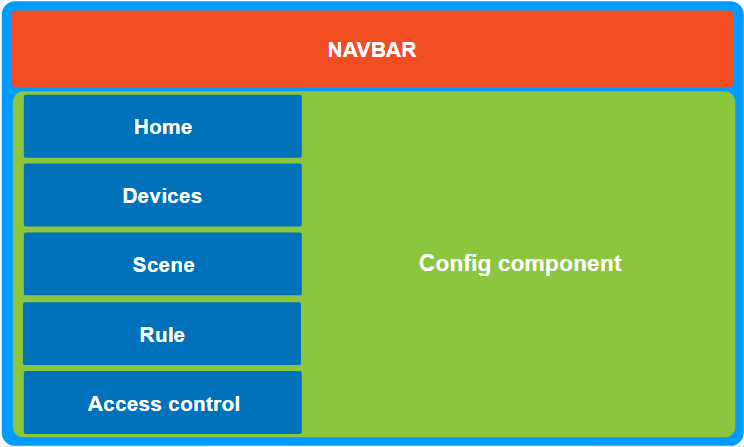 NAVBAR
Home
Devices
Scene
Config component
Rule
Access control